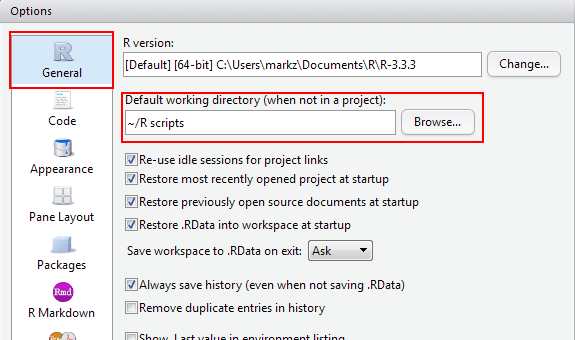 Options
R version:
[Default] [64-bit] C:\Users\markz\Documents\R\R-3.3.3
Change...
General
Default working directory (when not in a project):
~/R scripts
Browse...
Code
Re-use idle sessions for project links
Restore most recently opened project at startup
Appearance
Restore previously open source documents at startup
Restore .RData into workspace at startup
Pane Layout
Save workspace to .RData on exit: Ask
Packages
Always save history (even when not saving .RData)
Rmd
Remove duplicate entries in history
R Markdown
Show .Last.value in environment listing